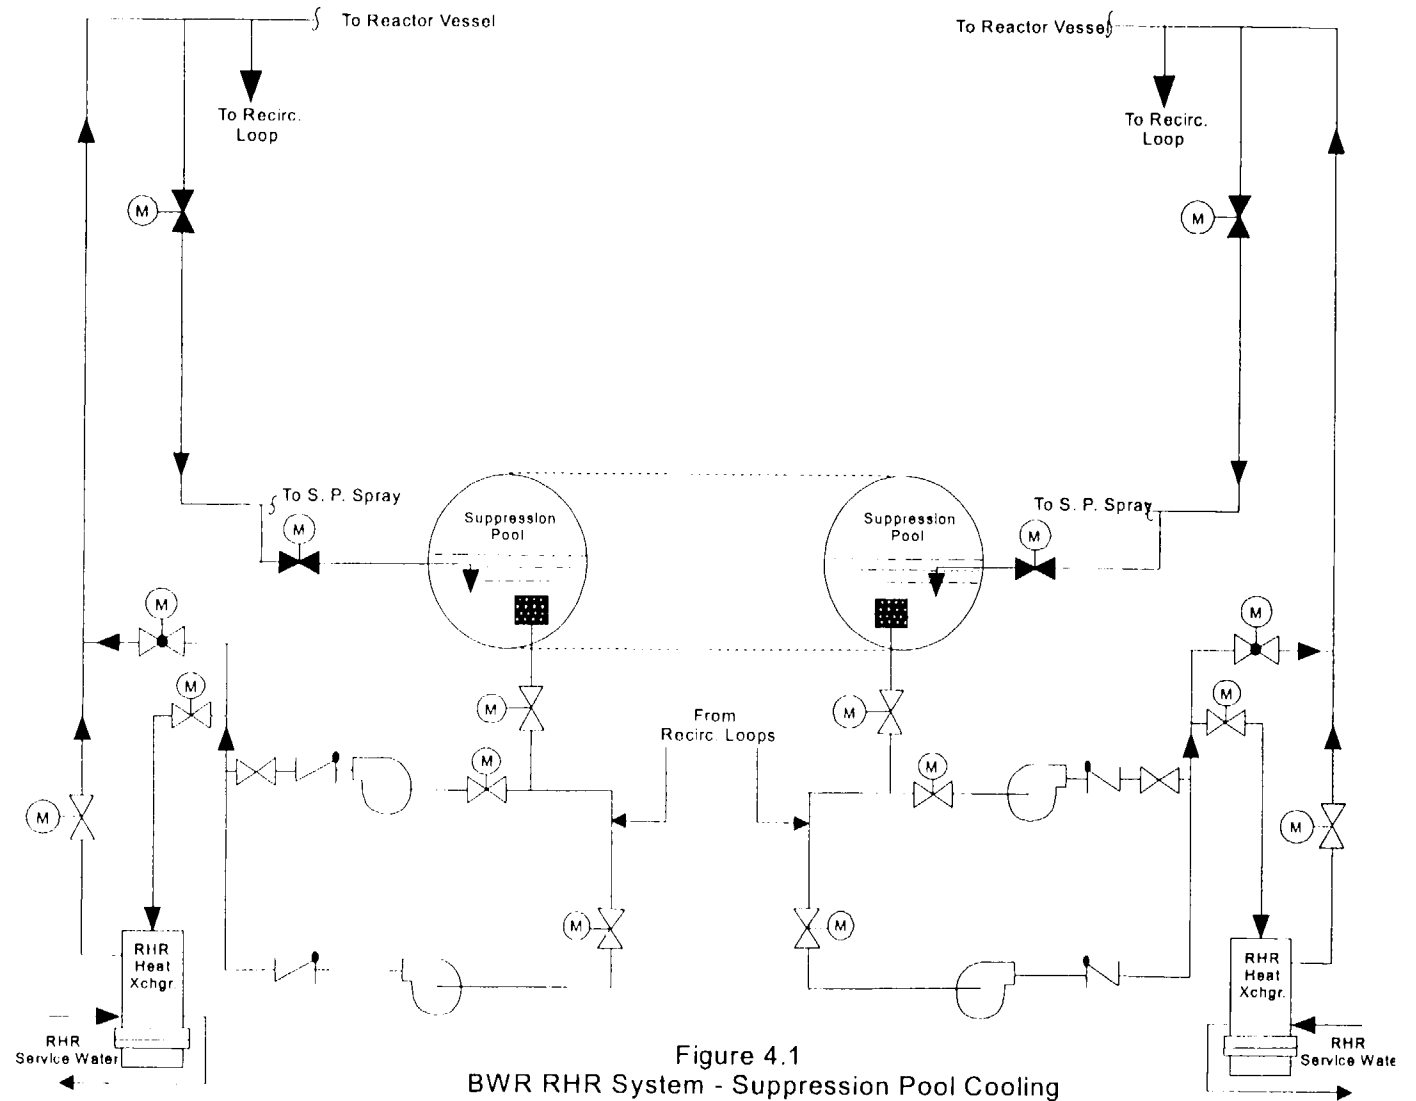 To Reactor Vessel
To Reactor Vessel
To Recirc.
Loop
To Recirc.
Loop
M
M
To S. P. Spray
To S. P. Spray
Suppression
Pool
Suppression
Pool
M
M
M
M
M
M
M
M
From
Recirc. Loops
M
M
M
M
M
M
RHR
Heat
Xchgr.
RHR
Heat
Xchgr.
RHR
Service Water
RHR
Service Wate
Figure 4.1
BWR RHR System - Suppression Pool Cooling